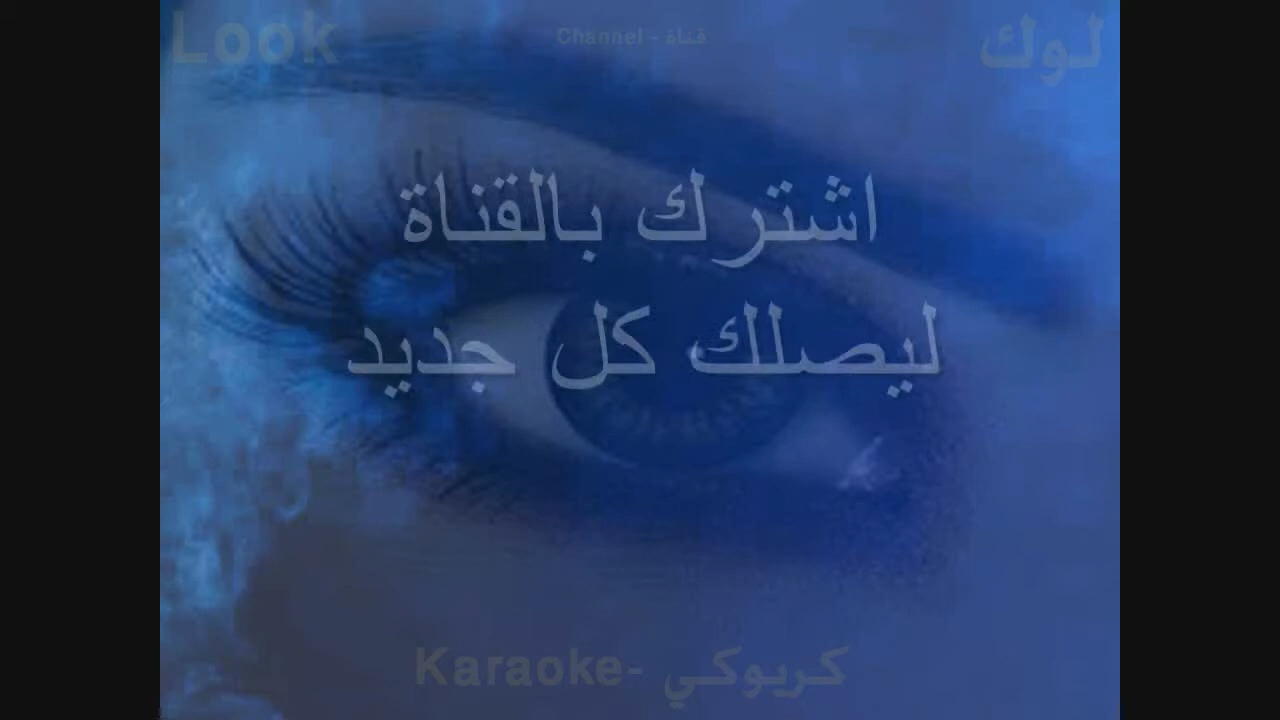 Look
Channel - قناة
لوك
اشترك بالقناة
ليصلك كل جديد
Karaoke- كريوكي